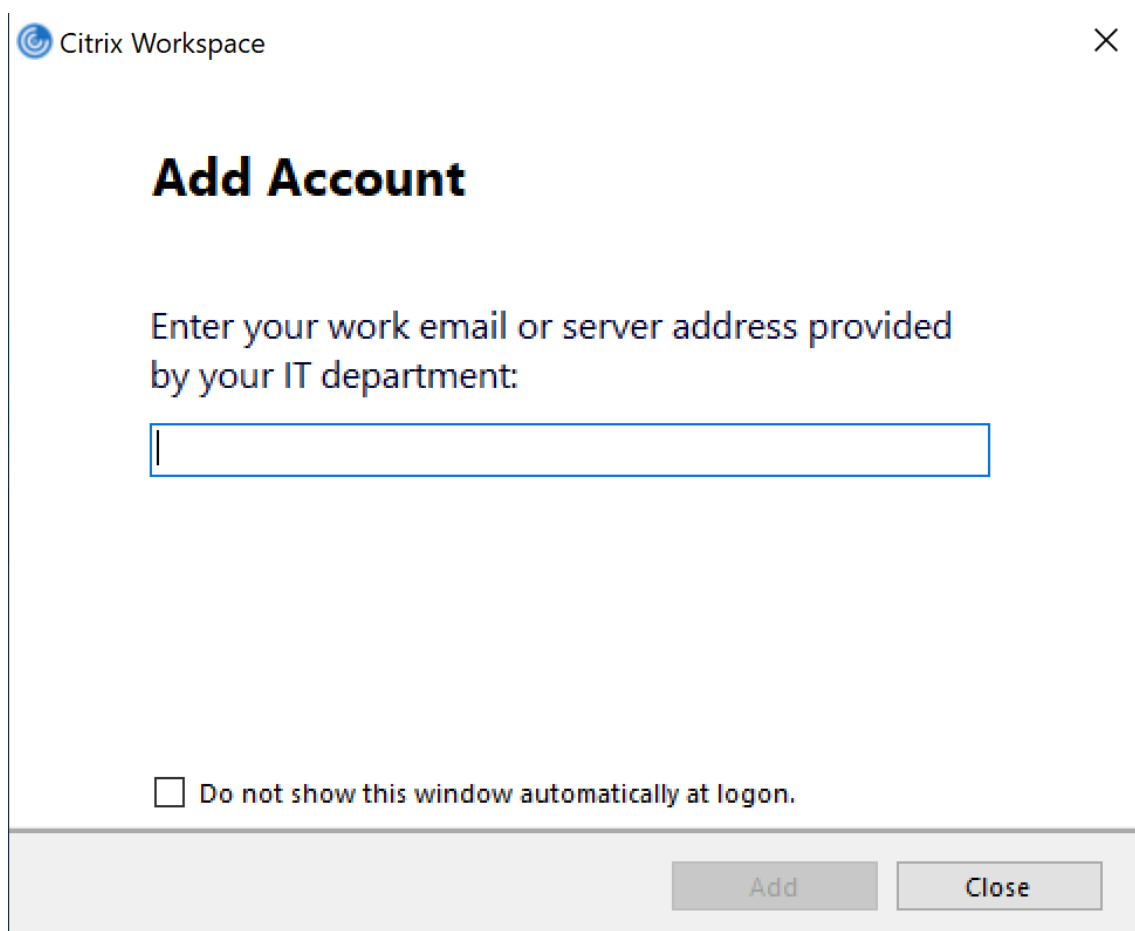 Citrix Workspace
Add Account
Enter your work email or server address provided
by your IT department:
Do not show this window automatically at logon.
Add
Close